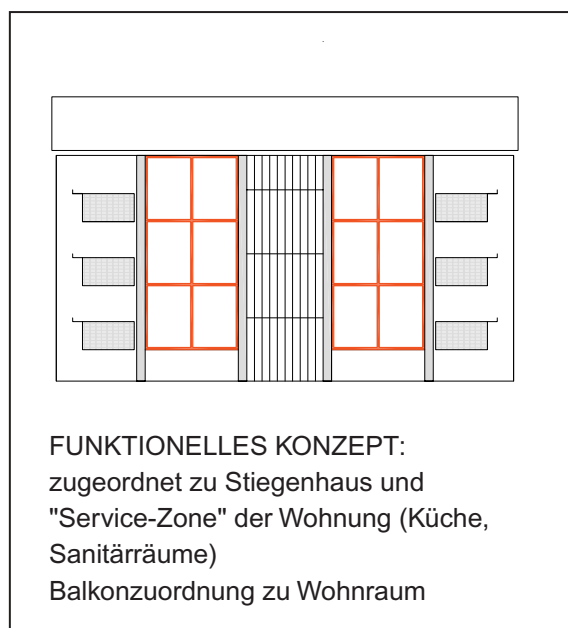 FUNKTIONELLES KONZEPT:
zugeordnet zu Stiegenhaus und
"Service-Zone" der Wohnung (Küche,
Sanitärräume)
Balkonzuordnung zu Wohnraum